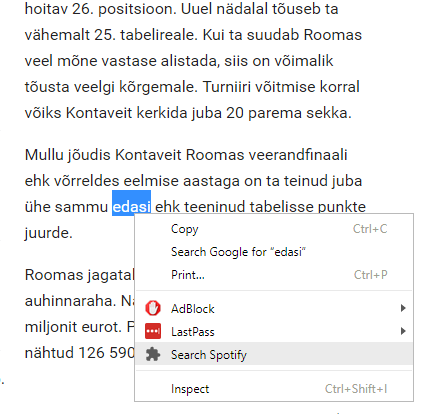 hoitav 26. positsioon. Uuel nädalal tõuseb ta
vähemalt 25. tabelireale. Kui ta suudab Roomas
veel mõne vastase alistada, siis on võimalik
tõusta veelgi kõrgemale. Turniiri võitmise korral
võiks Kontaveit kerkida juba 20 parema sekka.
Mullu jõudis Kontaveit Roomas veerandfinaali
ehk võrreldes eelmise aastaga on ta teinud juba
ühe sammu edasi ehk teeninud tabelisse punkte
juurde.
Roomas
auhinnaraha.
miljonit eurot.
nähtud 126 590
Copy Ctrl+C
Search Google for “edasi”
Print... Ctrl+P
AdBlock
LastPass
Search Spotify
Inspect Ctrl+Shift+I